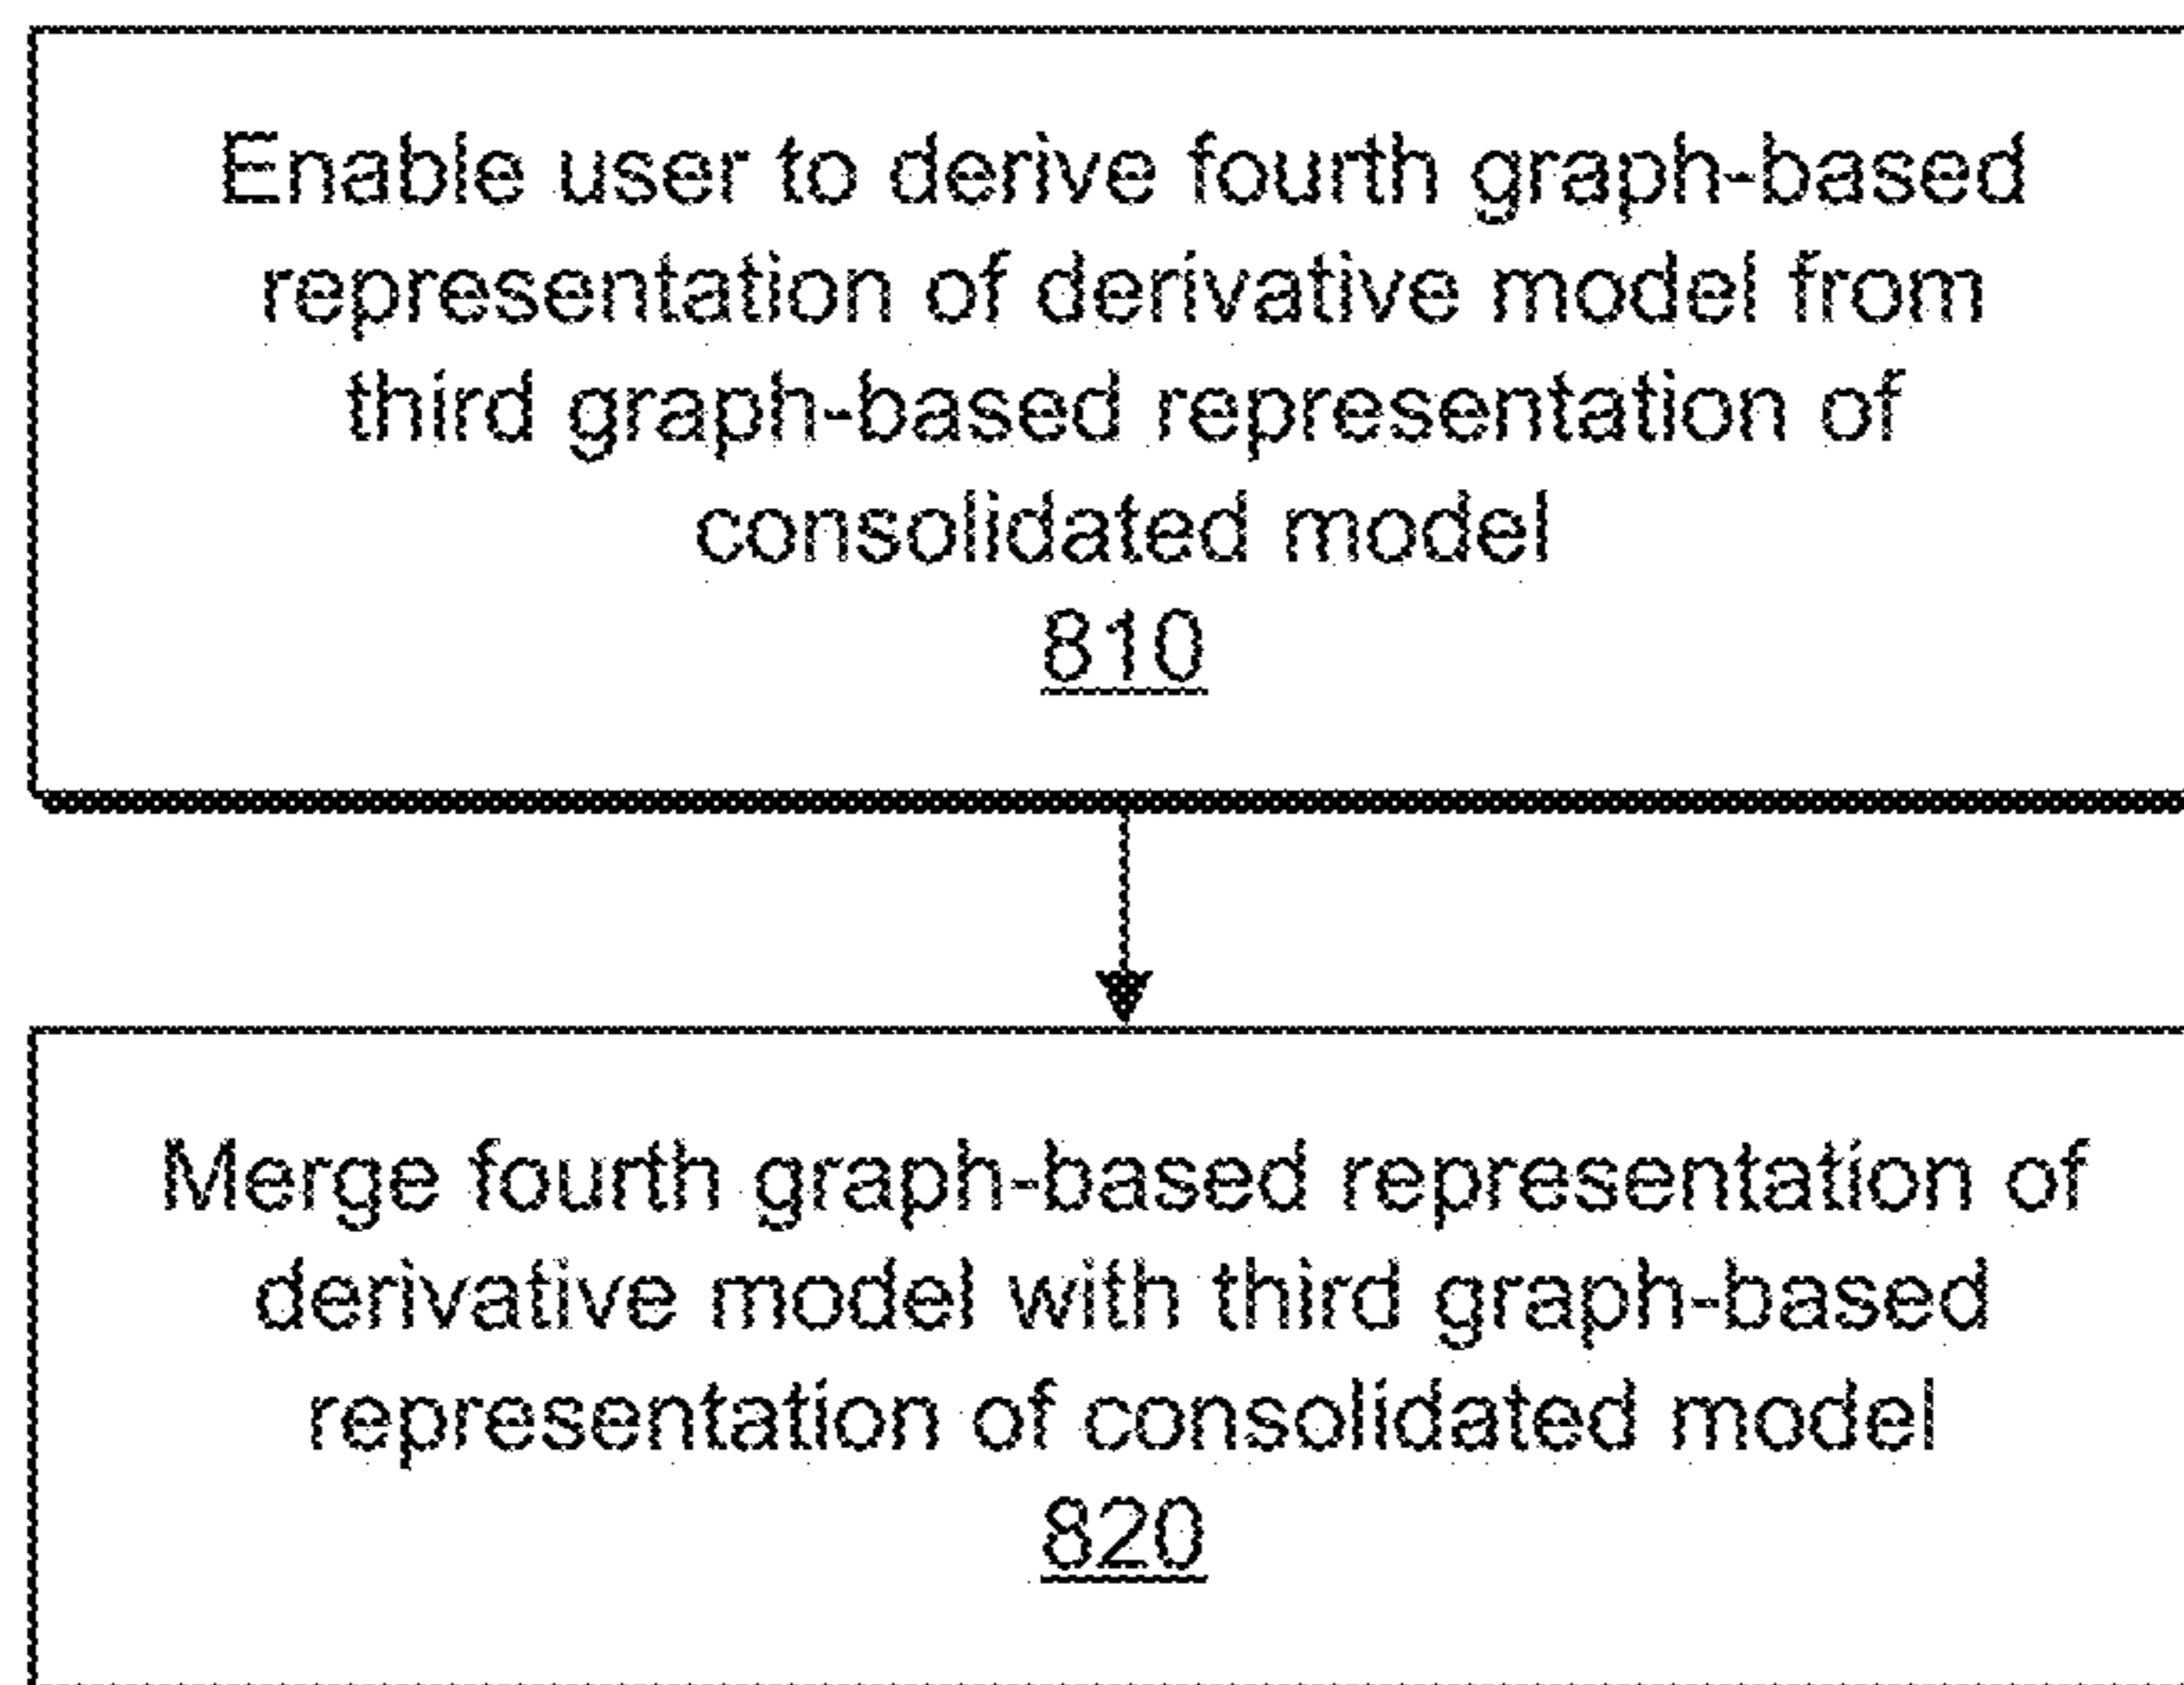 Enable user to derive fourth graph-based
representation of derivative model from
third graph-based representation of
consolidated model
810
Merge fourth graph-based representation of
derivative model with third graph-based
representation of consolidated model
820